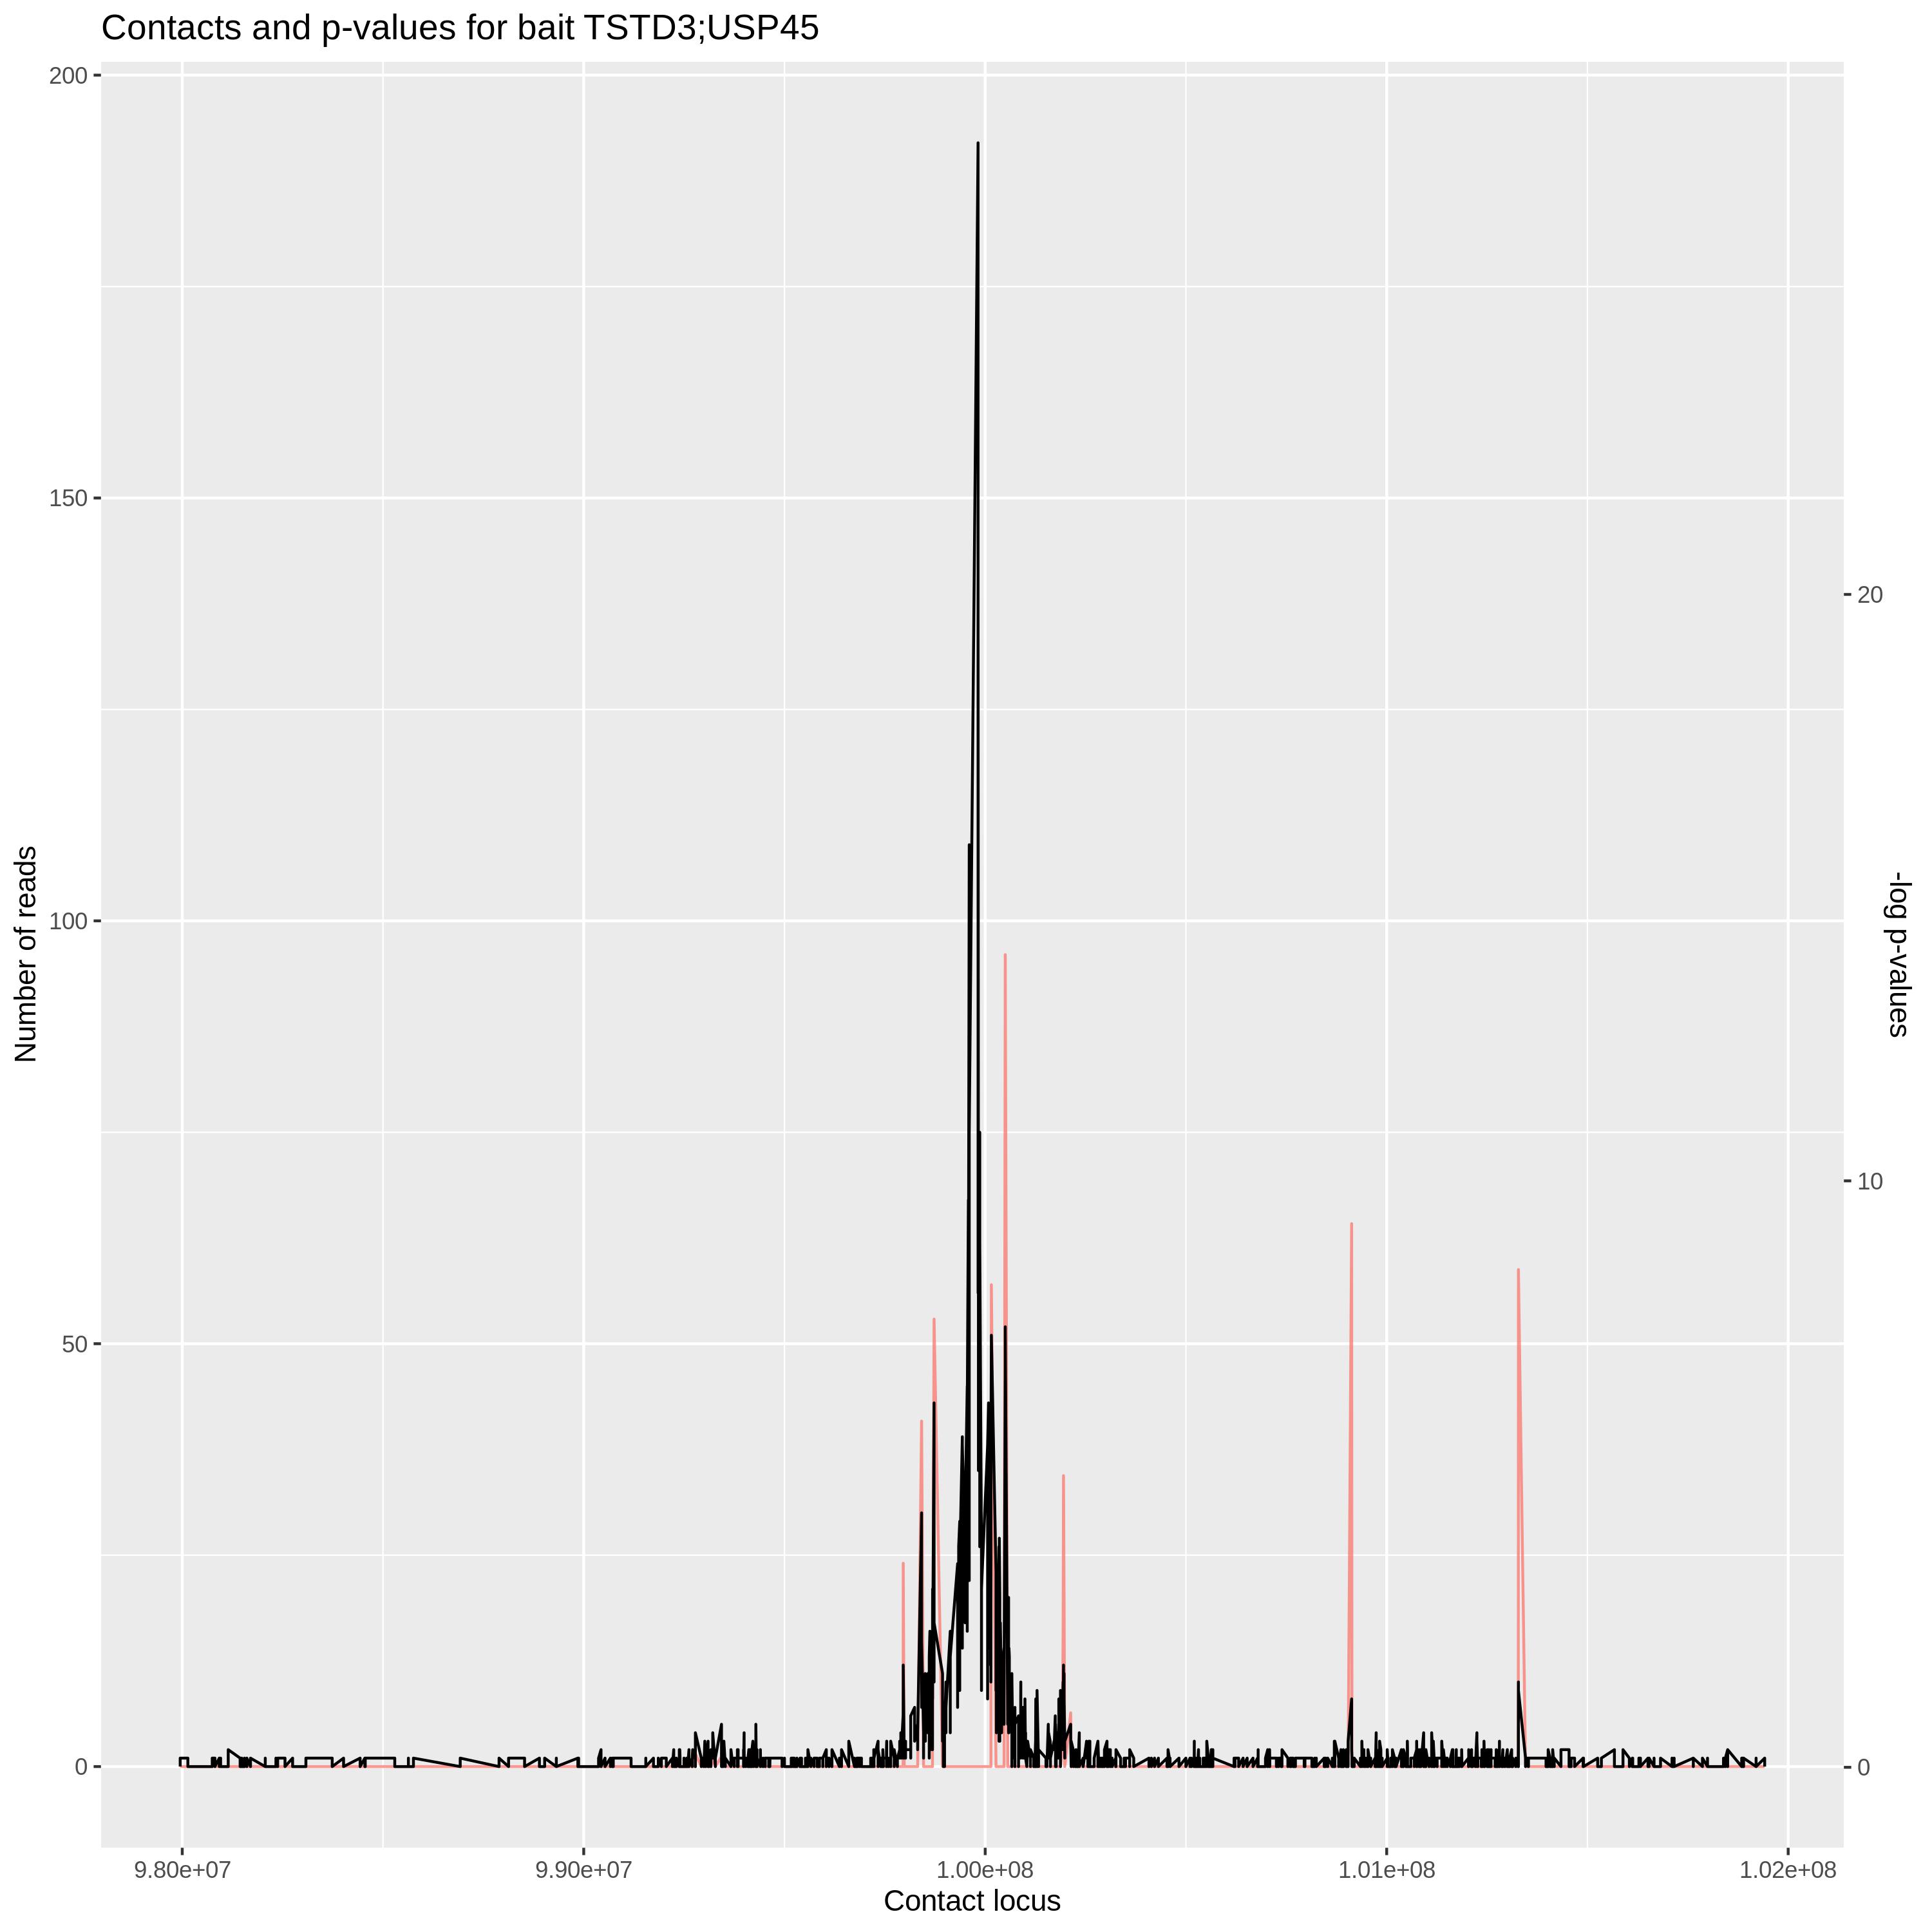 Contacts and p-values for bait TSTD3;USP45
200
150
100
50
0
Number of reads
20
10
0
-log p-values
9.80e+07
9.90e+07
1.00e+08
1.01e+08
1.02e+08
Contact locus